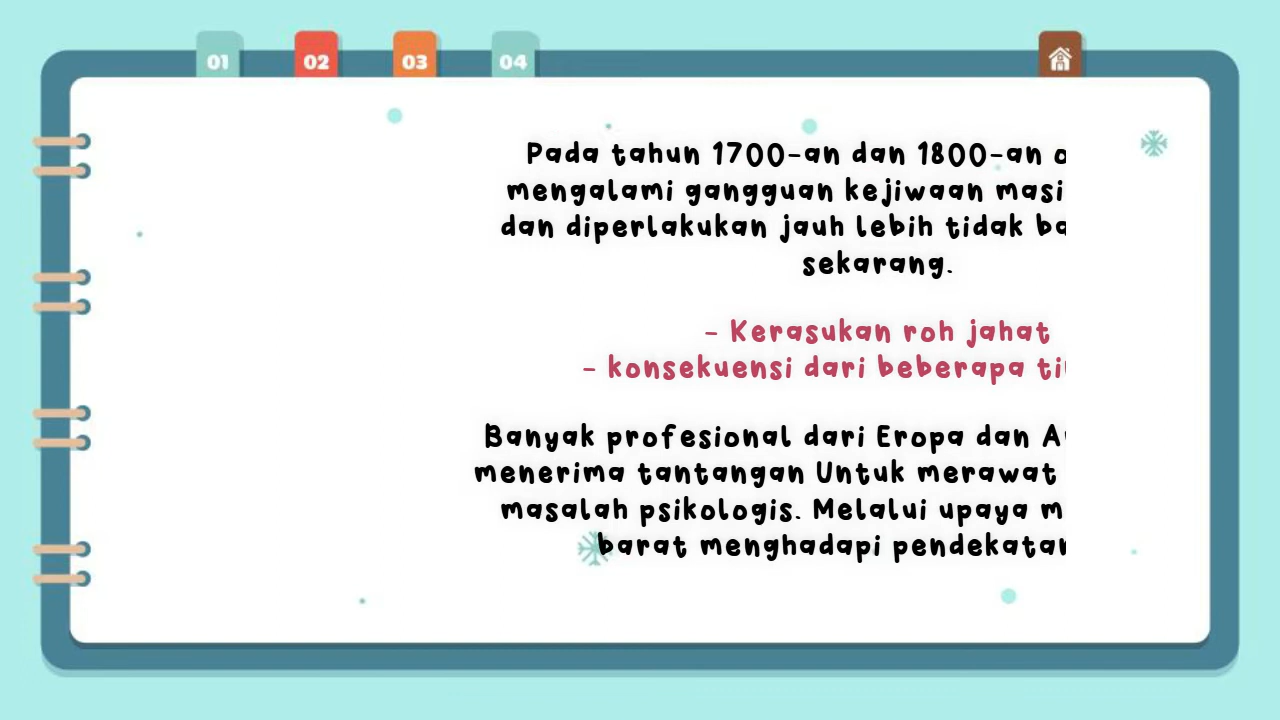 01 02 03 04
Pada tahun 1700-an dan 1800-an
mengalami gangguan kejiwaan
dan diperlakukan jauh lebih tidak
sekarang.
- Kerasukan roh jahat
- konsekuensi dari beberapa
Banyak profesional dari Eropa dan
menerima tantangan Untuk merawat
masalah psikologis. Melalui upaya
barat menghadapi